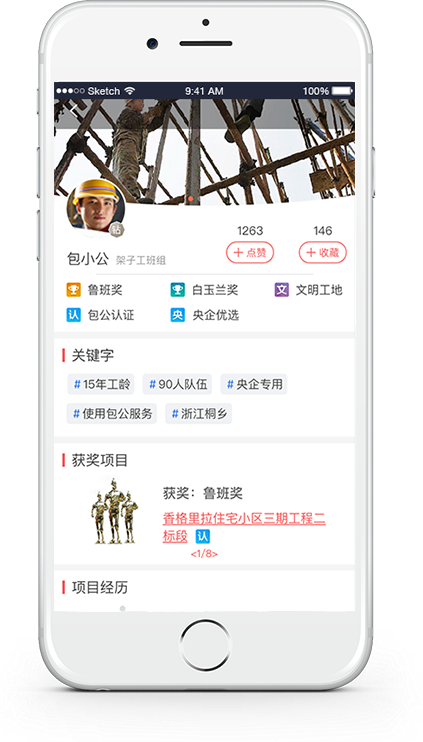 Sketch 9:41 AM 100%
钻
1263 146
包小公 架子工班组 +点赞 +收藏
鲁班奖 白玉兰奖 文 文明工地
认 包公认证 央 央企优选
关键字
#15年工龄 #90人队伍 #央企专用
#使用包公服务 #浙江桐乡
获奖项目
获奖：鲁班奖
香格里拉住宅小区三期工程二
标段 认
<1/8>
项目经历